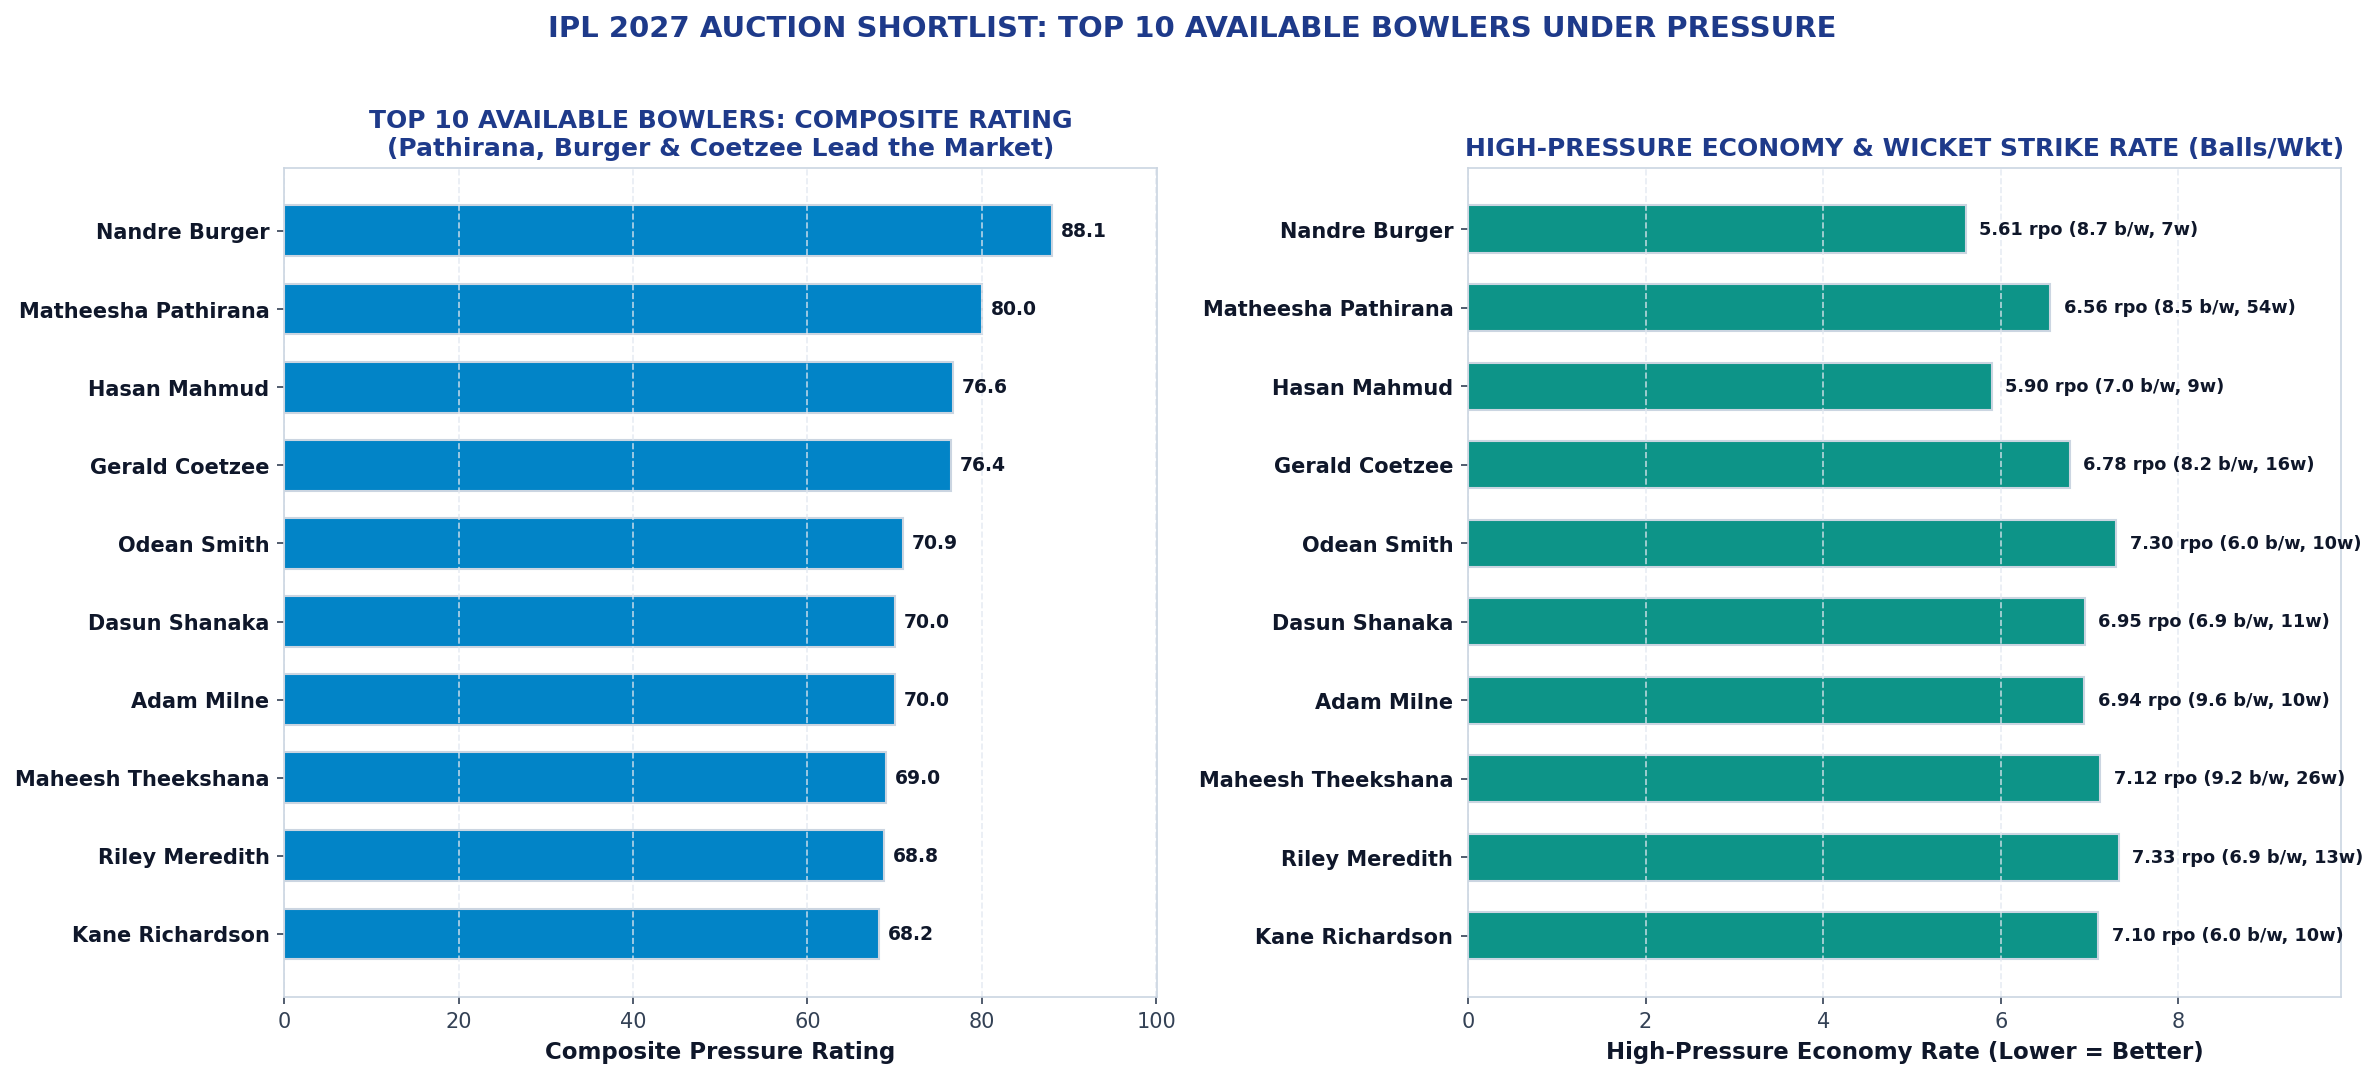 IPL 2027 AUCTION SHORTLIST: TOP 10 AVAILABLE BOWLERS UNDER PRESSURE
TOP 10 AVAILABLE BOWLERS: COMPOSITE RATING
(Pathirana, Burger & Coetzee Lead the Market)
Nandre Burger 88.1
Matheesha Pathirana 80.0
Hasan Mahmud 76.6
Gerald Coetzee 76.4
Odean Smith 70.9
Dasun Shanaka 70.0
Adam Milne 70.0
Maheesh Theekshana 69.0
Riley Meredith 68.8
Kane Richardson 68.2
0 20 40 60 80 100
Composite Pressure Rating
HIGH-PRESSURE ECONOMY & WICKET STRIKE RATE (Balls/Wkt)
Nandre Burger 5.61 rpo (8.7 b/w, 7w)
Matheesha Pathirana 6.56 rpo (8.5 b/w, 54w)
Hasan Mahmud 5.90 rpo (7.0 b/w, 9w)
Gerald Coetzee 6.78 rpo (8.2 b/w, 16w)
Odean Smith 7.30 rpo (6.0 b/w, 10w)
Dasun Shanaka 6.95 rpo (6.9 b/w, 11w)
Adam Milne 6.94 rpo (9.6 b/w, 10w)
Maheesh Theekshana 7.12 rpo (9.2 b/w, 26w)
Riley Meredith 7.33 rpo (6.9 b/w, 13w)
Kane Richardson 7.10 rpo (6.0 b/w, 10w)
0 2 4 6 8
High-Pressure Economy Rate (Lower = Better)